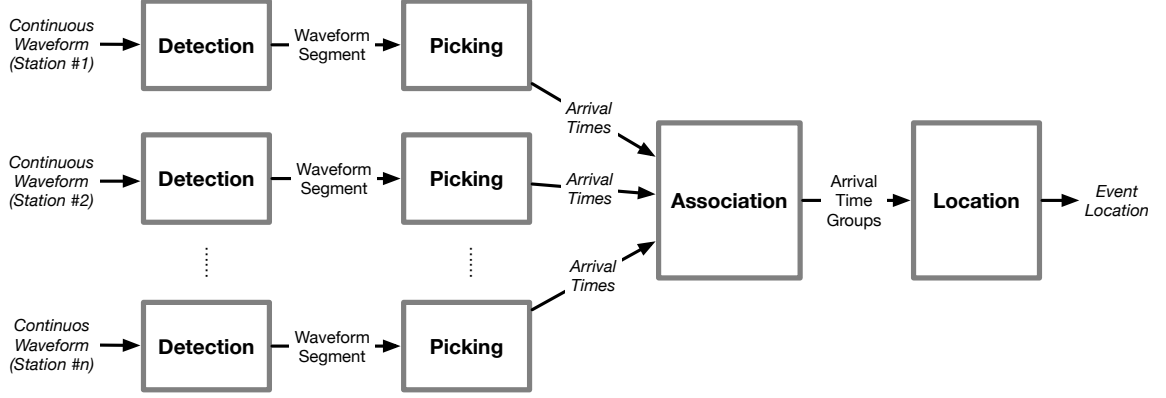 Continuous
Waveform
(Station #1)
Detection
Waveform
Segment
Picking
Arrival
Times
Continuous
Waveform
(Station #2)
Detection
Waveform
Segment
Picking
Arrival
Times
Association
Arrival
Time
Groups
Location
Event
Location
Continuos
Waveform
(Station #n)
Detection
Waveform
Segment
Picking
Arrival
Times